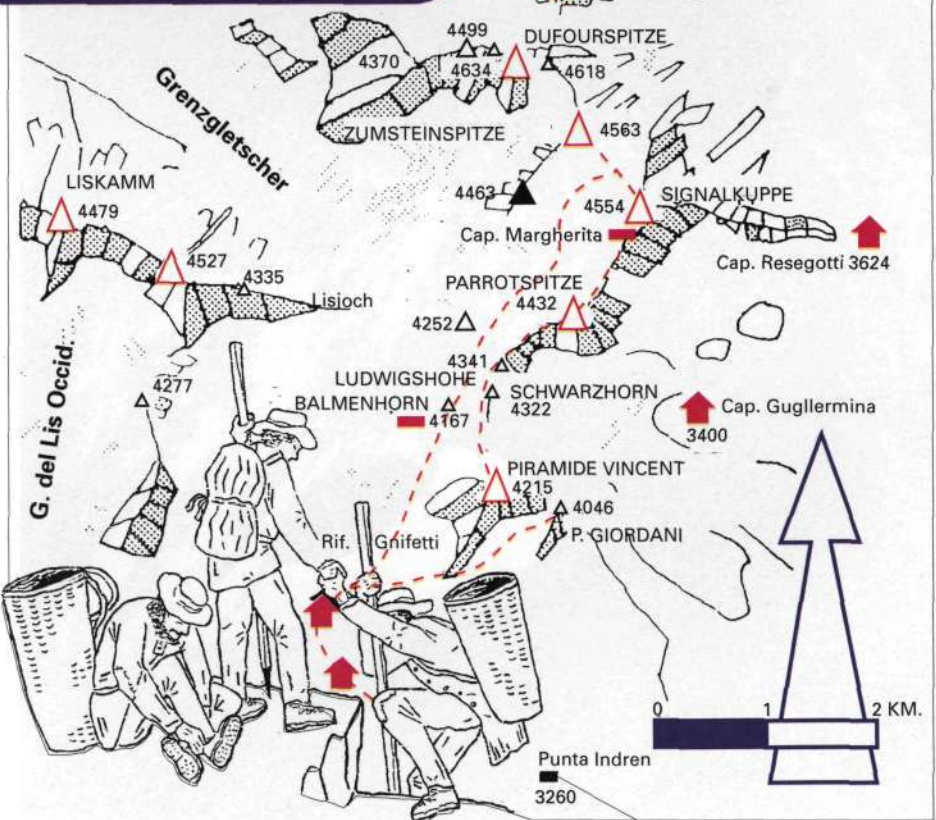 4499
DUFOURSPITZE
4370
4634
4618
Grenzgletscher
ZUMSTEINSPITZE
4563
LISKAMM
4463
4479
4554
SIGNALKUPPE
Cap. Margherita
4527
4335
Cap. Resegotti 3624
PARROTSPITZE
Lisjoch
4432
4252
4341
LUDWIGSHOHE
4277
SCHWARZHORN
BALMENHORN
4322
4167
Cap. Gugllermina
3400
G. del Lis Occid.
PIRAMIDE VINCENT
4215
4046
Rif. Gnifetti
P. GIORDANI
0 1 2 KM.
Punta Indren
3260